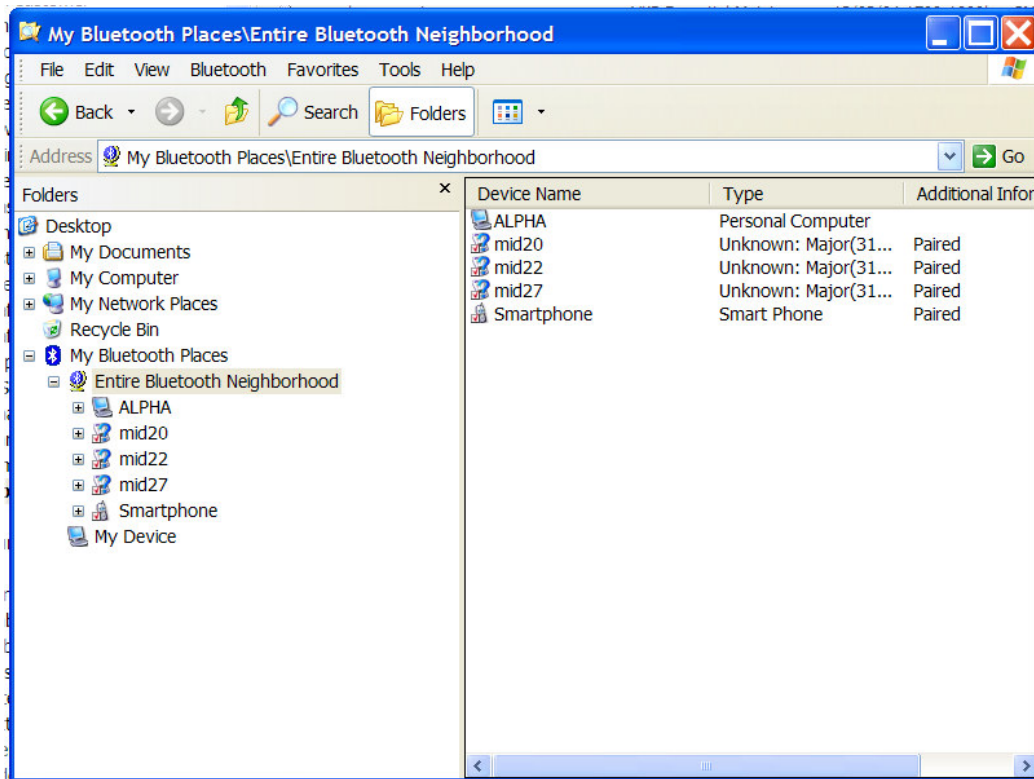 My Bluetooth Places\Entire Bluetooth Neighborhood
File Edit View Bluetooth Favorites Tools Help
Back Search Folders
Address My Bluetooth Places\Entire Bluetooth Neighborhood Go
Folders x Device Name Type Additional Infor
Desktop
My Documents
My Computer
My Network Places
Recycle Bin
My Bluetooth Places
Entire Bluetooth Neighborhood
ALPHA
mid20
mid22
mid27
Smartphone
My Device
ALPHA Personal Computer
mid20 Unknown: Major(31... Paired
mid22 Unknown: Major(31... Paired
mid27 Unknown: Major(31... Paired
Smartphone Smart Phone Paired